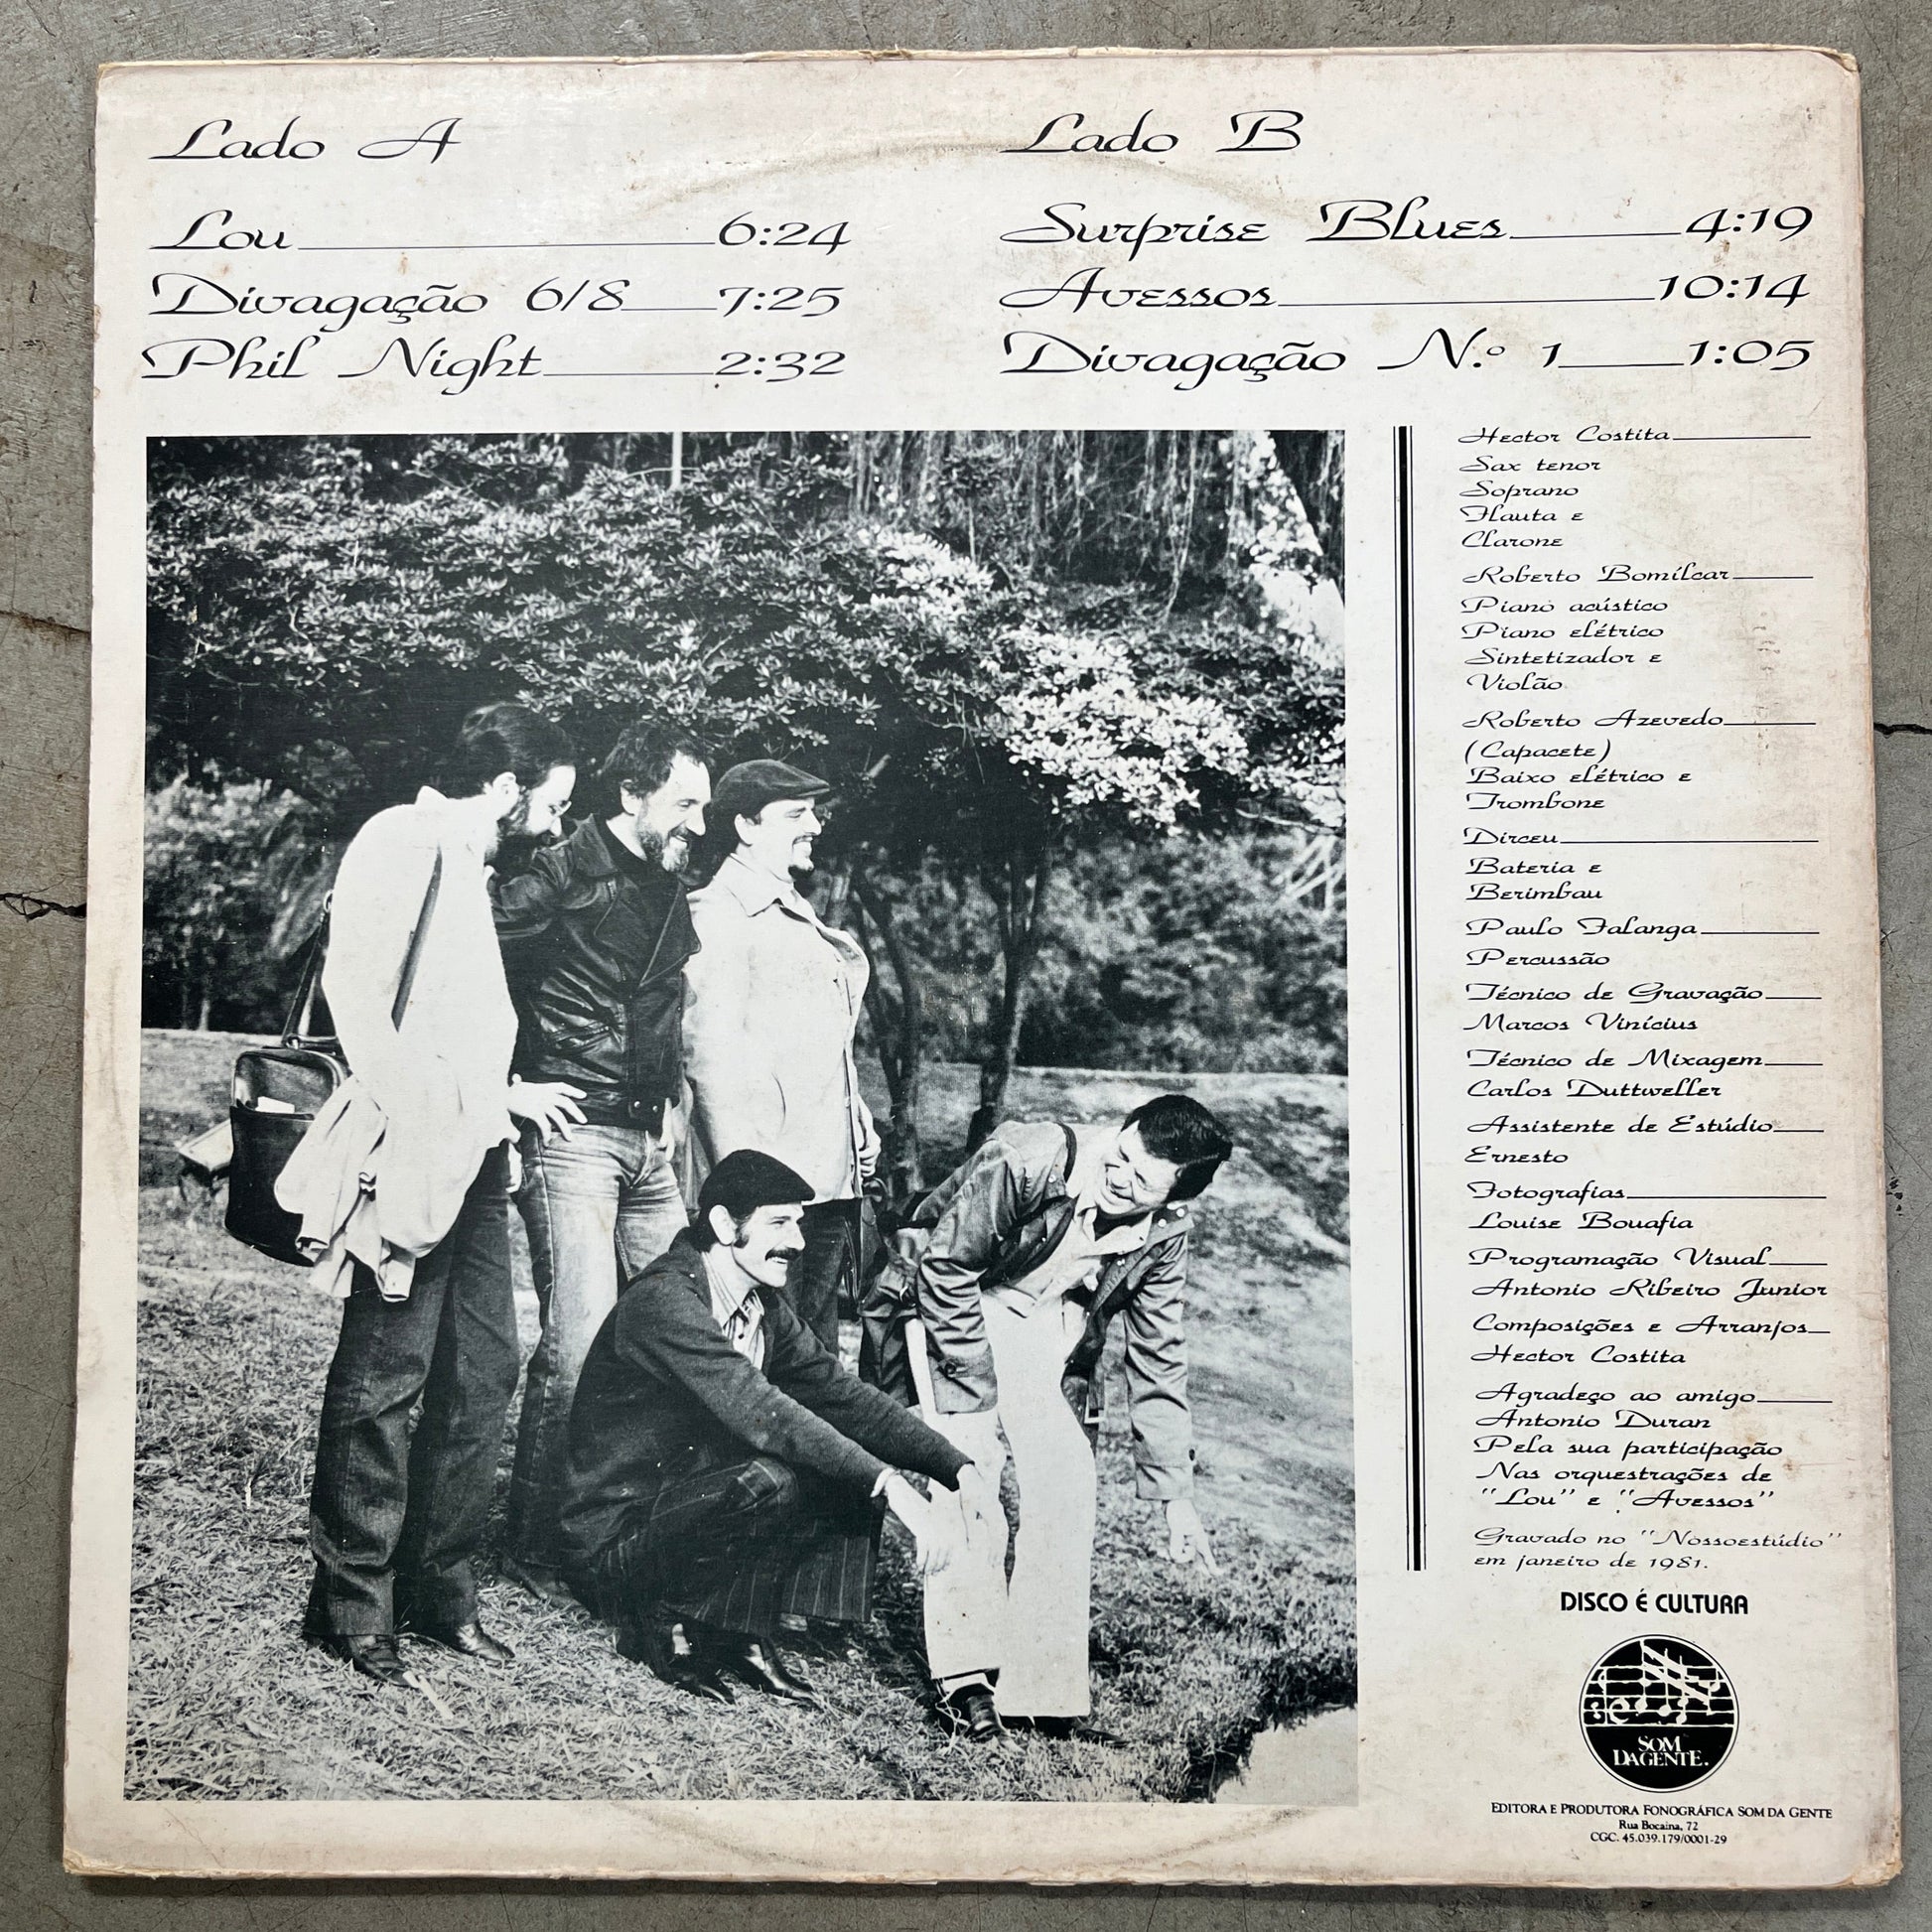 Lado A
Lou 6:24
Divagação 6/8 7:25
Phil Night 2:32
Lado B
Surprise Blues 4:19
Avessos 10:14
Divagação N.º 1 1:05
Hector Costita
Sax tenor
Soprano
Flauta e
Clarone
Roberto Bomílcar
Piano acústico
Piano elétrico
Sintetizador e
Violão
Roberto Azevedo
(Capacete)
Baixo elétrico e
Trombone
Dirceu
Bateria e
Berimbau
Paulo Falanga
Percussão
Técnico de Gravação
Marcos Vinícius
Técnico de Mixagem
Carlos Duttweller
Assistente de Estúdio
Ernesto
Fotografias
Louise Bouafia
Programação Visual
Antonio Ribeiro Junior
Composições e Arranjos
Hector Costita
Agradeço ao amigo
Antonio Duran
Pela sua participação
Nas orquestrações de
"Lou" e "Avessos"
Gravado no "Nossoestúdio"
em janeiro de 1981.
DISCO É CULTURA
SOM
DA GENTE.
EDITORA E PRODUTORA FONOGRÁFICA SOM DA GENTE
Rua Bocaina, 72
CGC. 45.039.179/0001-29